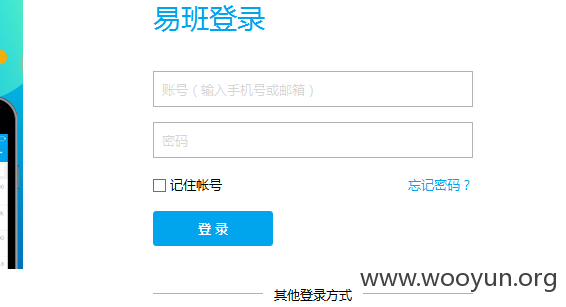 易班登录
账号（输入手机号或邮箱）
密码
记住帐号
忘记密码？
登 录
www.wooyun.org
其他登录方式